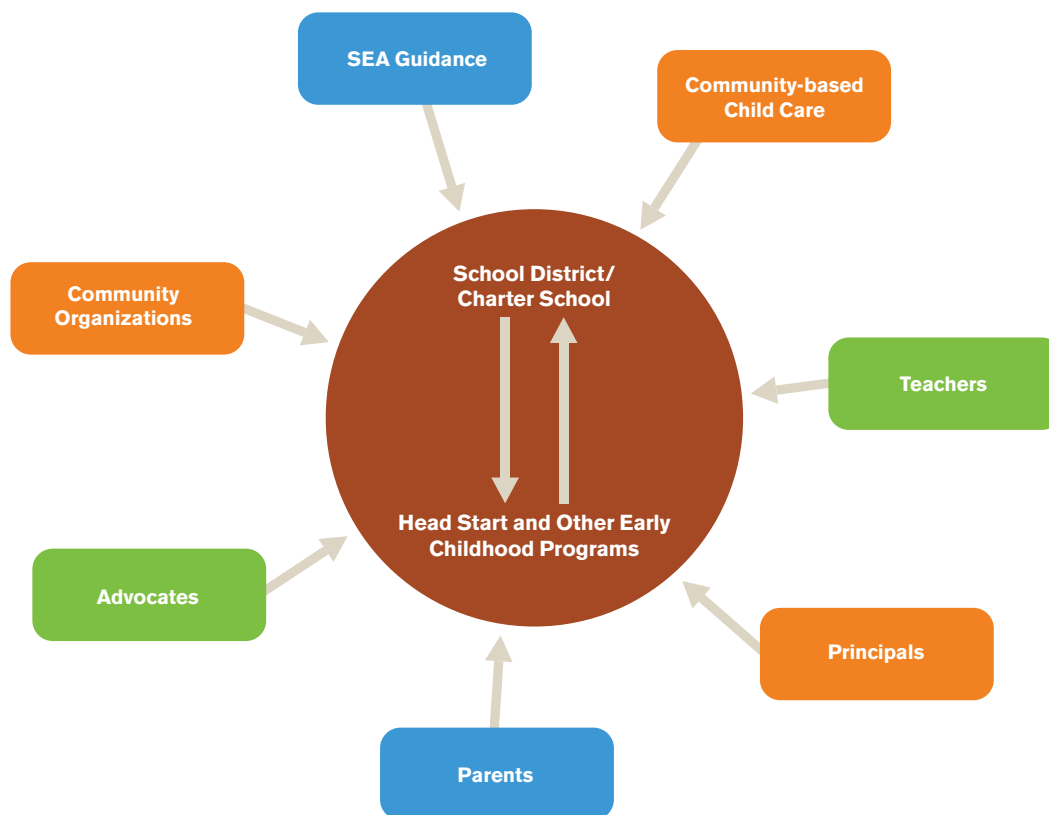 SEA Guidance
Community-based
Child Care
School District/
Charter School
Community
Organizations
Teachers
Head Start and Other Early
Childhood Programs
Advocates
Principals
Parents